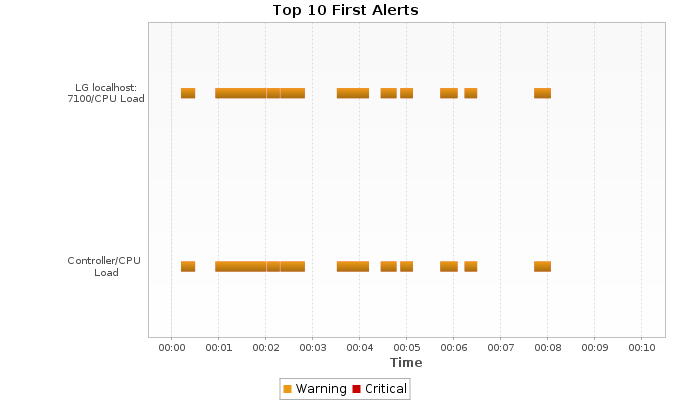 Top 10 First Alerts
LG localhost:
7100/CPU Load
Controller/CPU
Load
00:00 00:01 00:02 00:03 00:04 00:05 00:06 00:07 00:08 00:09 00:10
Time
Warning Critical